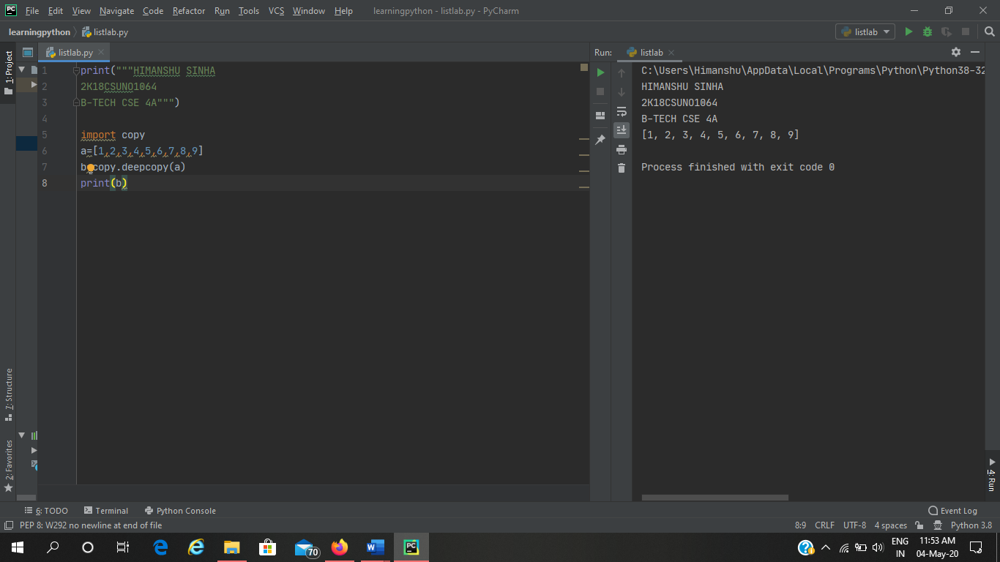 PC File Edit View Navigate Code Refactor Run Tools VCS Window Help learningpython - listlab.py - PyCharm
learningpython listlab.py listlab
1: Project
listlab.py
Run: listlab
1 print("""HIMANSHU SINHA
2 2K18CSUNO1064
3 B-TECH CSE 4A""")
4
5 import copy
6 a=[1,2,3,4,5,6,7,8,9]
7 b copy.deepcopy(a)
8 print(b)
C:\Users\Himanshu\AppData\Local\Programs\Python\Python38-32
HIMANSHU SINHA
2K18CSUNO1064
B-TECH CSE 4A
[1, 2, 3, 4, 5, 6, 7, 8, 9]
Process finished with exit code 0
7: Structure
2: Favorites
4: Run
6: TODO Terminal Python Console Event Log
PEP 8: W292 no newline at end of file 8:9 CRLF UTF-8 4 spaces Python 3.8
70 PC ENG 11:53 AM
IN 04-May-20